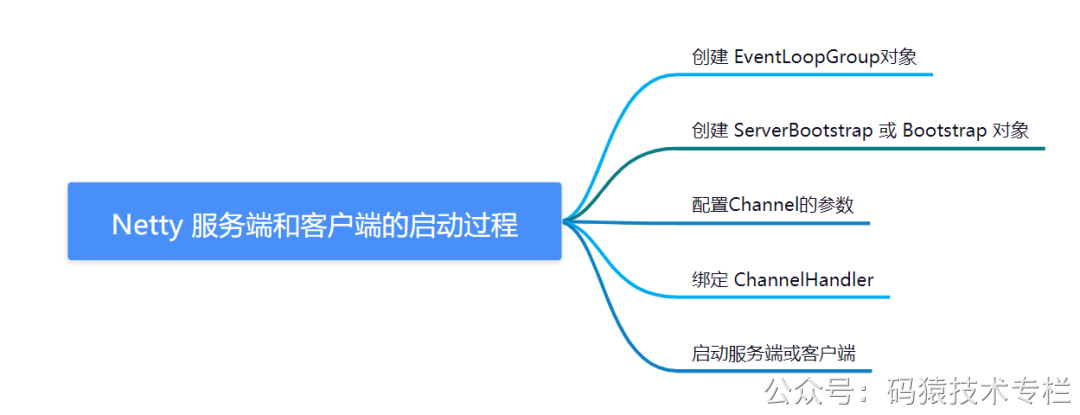 创建 EventLoopGroup对象
创建 ServerBootstrap 或 Bootstrap 对象
配置Channel的参数
Netty 服务端和客户端的启动过程
绑定 ChannelHandler
启动服务端或客户端
公众号：码猿技术专栏